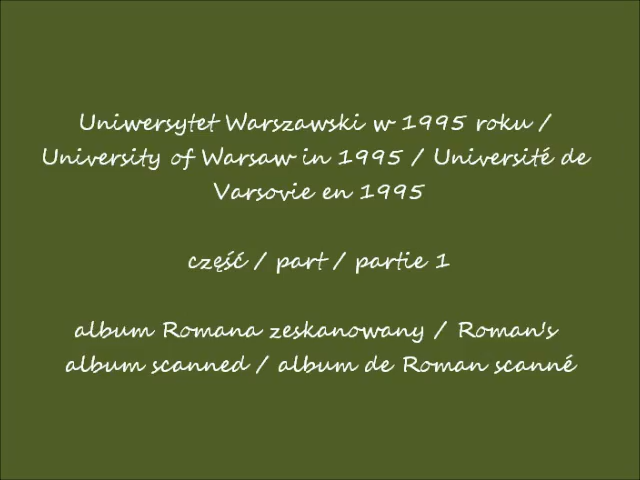 Uniwersytet Warszawski w 1995 roku /
University of Warsaw in 1995 / Université de
Varsovie en 1995
część / part / partie 1
album Romana zeskanowany / Roman's
album scanned / album de Roman scanné